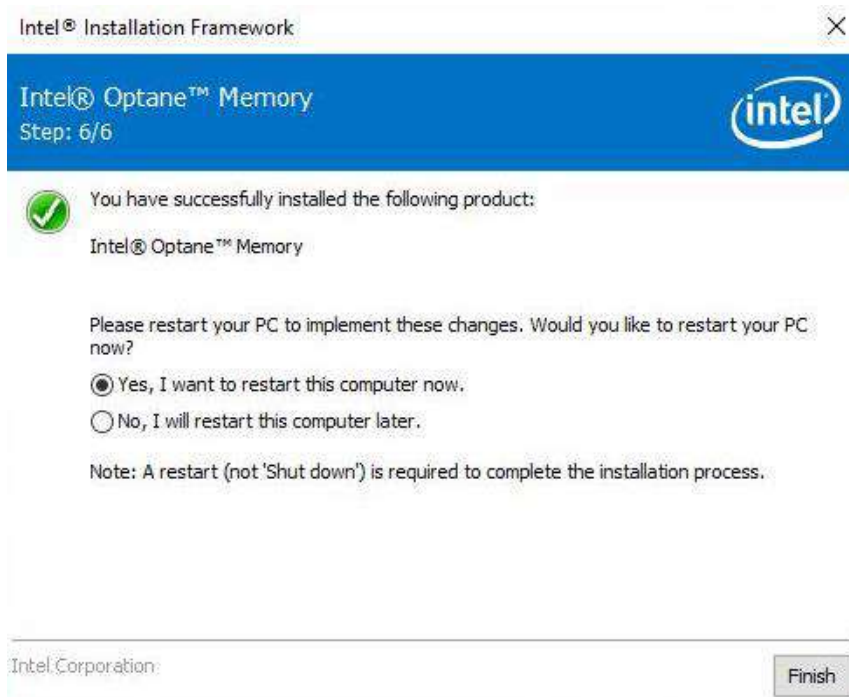 Intel® Installation Framework
Intel® Optane™ Memory
Step: 6/6
intel
You have successfully installed the following product:
Intel® Optane™ Memory
Please restart your PC to implement these changes. Would you like to restart your PC
now?
Yes, I want to restart this computer now.
No, I will restart this computer later.
Note: A restart (not 'Shut down') is required to complete the installation process.
Intel Corporation
Finish